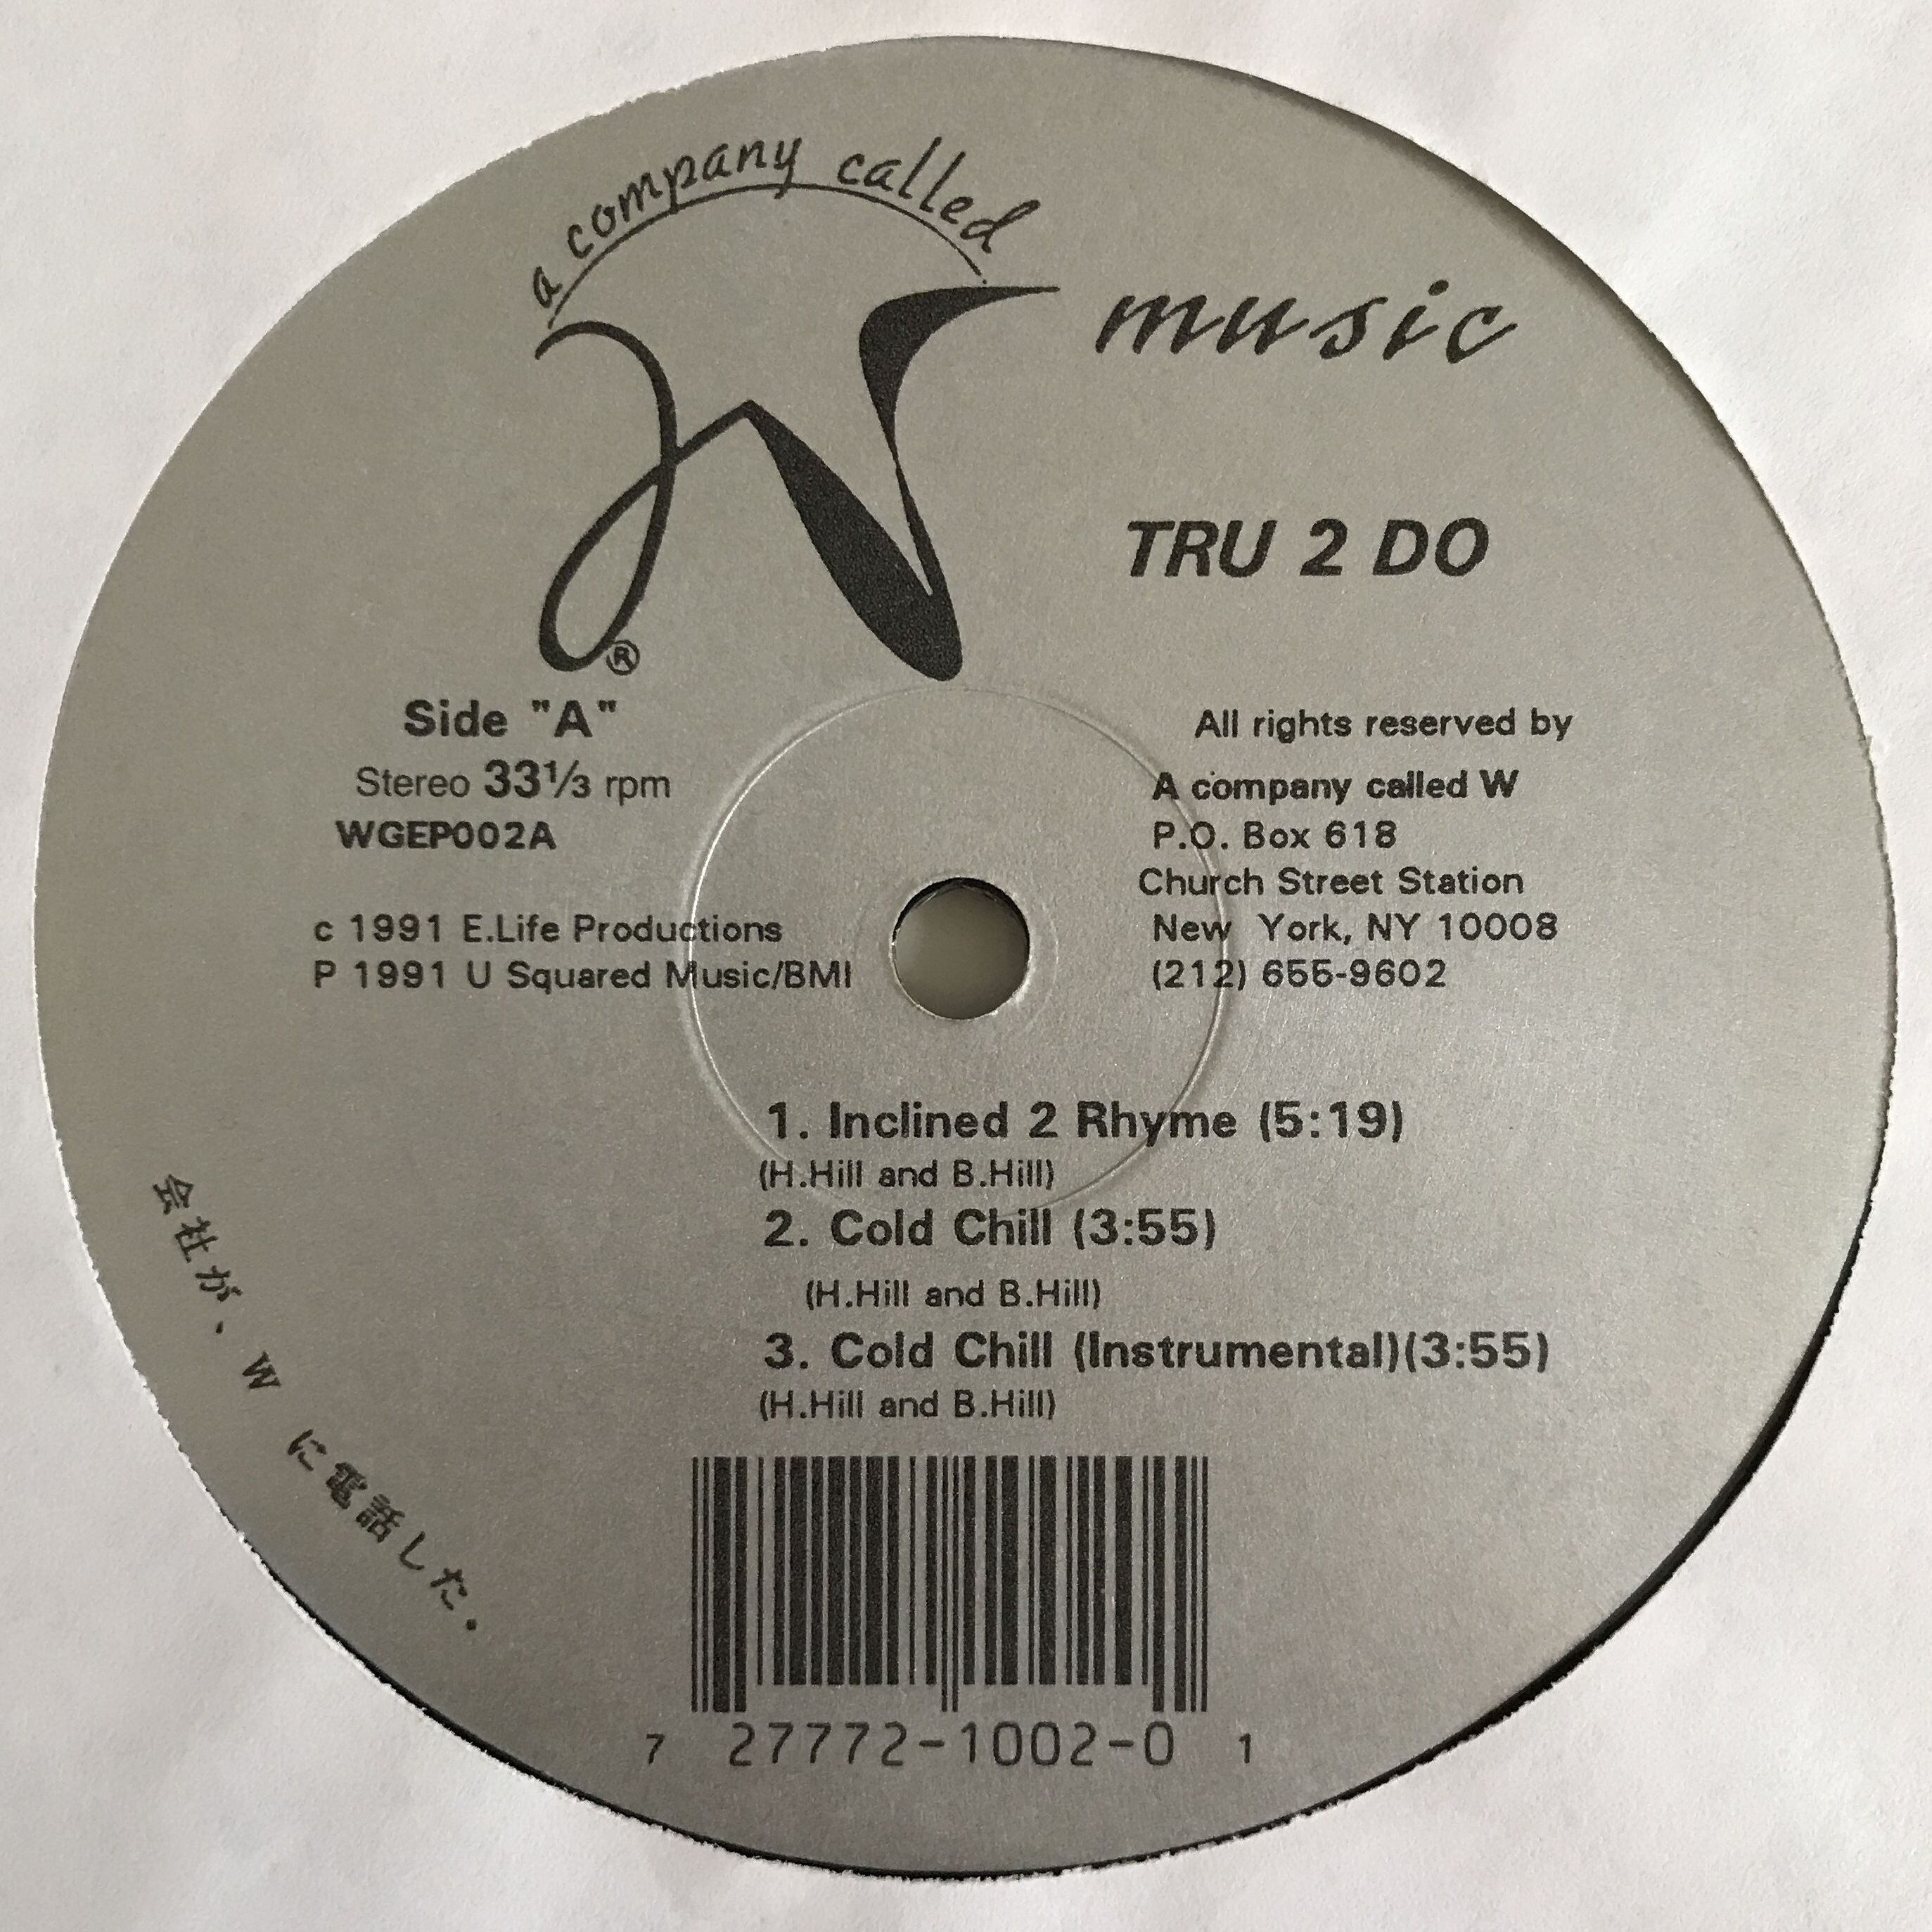 a company called
W music
®
TRU 2 DO
Side "A"
Stereo 33⅓ rpm
WGEP002A
c 1991 E.Life Productions
P 1991 U Squared Music/BMI
All rights reserved by
A company called W
P.O. Box 618
Church Street Station
New York, NY 10008
(212) 655-9602
1. Inclined 2 Rhyme (5:19)
(H.Hill and B.Hill)
2. Cold Chill (3:55)
(H.Hill and B.Hill)
3. Cold Chill (Instrumental)(3:55)
(H.Hill and B.Hill)
会社が、W に電話した.
7 27772-1002-0 1